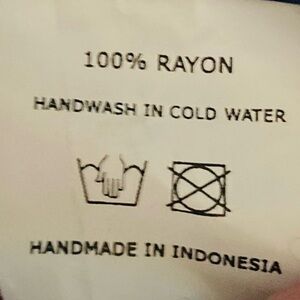 100% RAYON
HANDWASH IN COLD WATER
HANDMADE IN INDONESIA